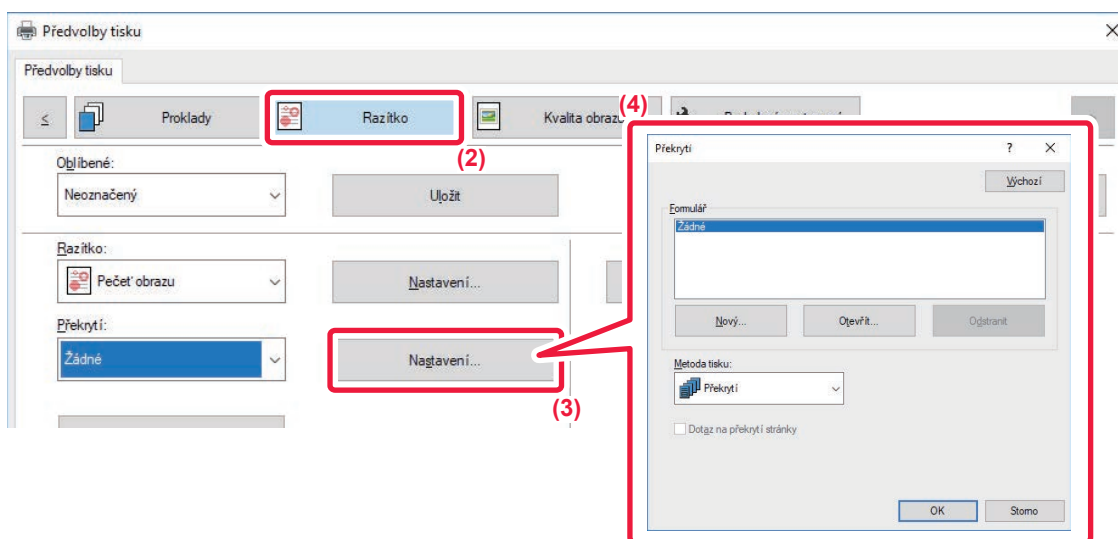 Předvolby tisku
Předvolby tisku
≤
Proklady
Razítko
Kvalita obrazu
(4)
(2)
Oblíbené:
Neoznačený
Uložit
Razítko:
Pečeť obrazu
Nastavení...
Překrytí:
Žádné
Nastavení...
(3)
Překrytí
?
Výchozí
Formulář
Žádné
Nový...
Otevřít...
Odstranit
Metoda tisku:
Překrytí
Dotaz na překrytí stránky
OK
Storno